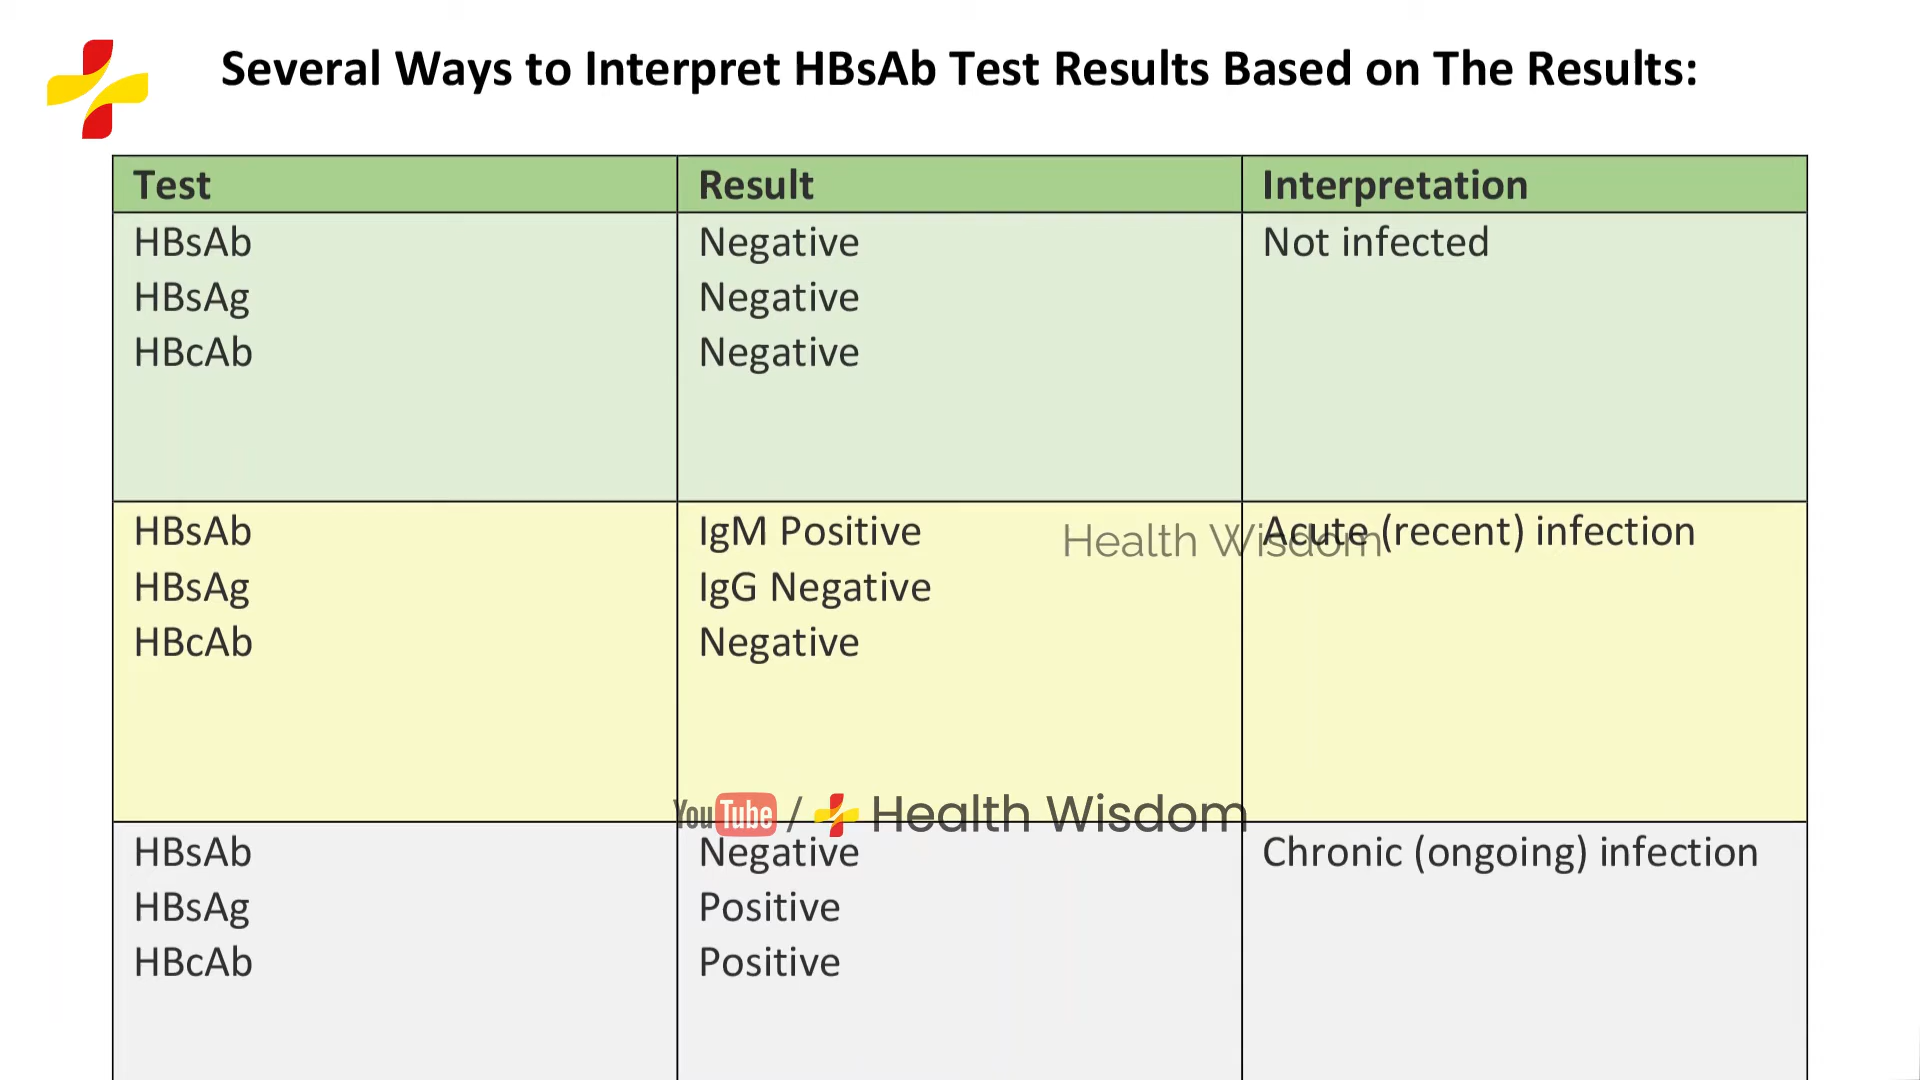 Several Ways to Interpret HBsAb Test Results Based on The Results:
Test Result Interpretation
HBsAb Negative Not infected
HBsAg Negative
HBcAb Negative
HBsAb IgM Positive Acute (recent) infection
Health Wisdom
HBsAg IgG Negative
HBcAb Negative
YouTube / Health Wisdom
HBsAb Negative Chronic (ongoing) infection
HBsAg Positive
HBcAb Positive